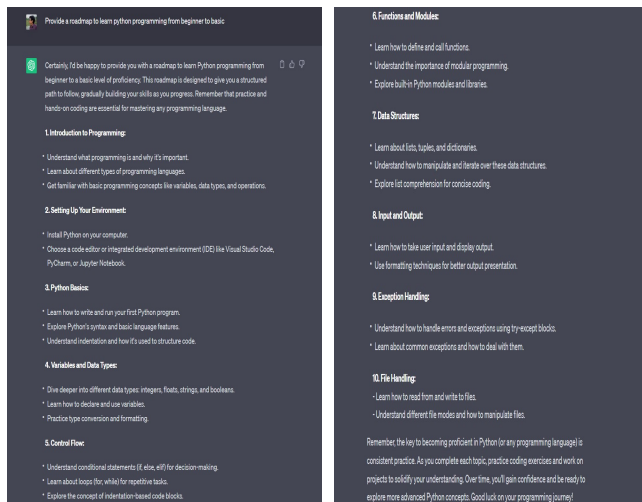 Provide a roadmap to learn python programming from beginner to basic
Certainly, I'd be happy to provide you with a roadmap to learn Python programming from
beginner to a basic level of proficiency. This roadmap is designed to give you a structured
path to follow, gradually building your skills as you progress. Remember that practice and
hands-on coding are essential for mastering any programming language.
1. Introduction to Programming:
• Understand what programming is and why it's important.
• Learn about different types of programming languages.
• Get familiar with basic programming concepts like variables, data types, and operations.
2. Setting Up Your Environment:
• Install Python on your computer.
• Choose a code editor or integrated development environment (IDE) like Visual Studio Code,
PyCharm, or Jupyter Notebook.
3. Python Basics:
• Learn how to write and run your first Python program.
• Explore Python's syntax and basic language features.
• Understand indentation and how it's used to structure code.
4. Variables and Data Types:
• Dive deeper into different data types: integers, floats, strings, and booleans.
• Learn how to declare and use variables.
• Practice type conversion and formatting.
5. Control Flow:
• Understand conditional statements (if, else, elif) for decision-making.
• Learn about loops (for, while) for repetitive tasks.
• Explore the concept of indentation-based code blocks.
6. Functions and Modules:
• Learn how to define and call functions.
• Understand the importance of modular programming.
• Explore built-in Python modules and libraries.
7. Data Structures:
• Learn about lists, tuples, and dictionaries.
• Understand how to manipulate and iterate over these data structures.
• Explore list comprehension for concise coding.
8. Input and Output:
• Learn how to take user input and display output.
• Use formatting techniques for better output presentation.
9. Exception Handling:
• Understand how to handle errors and exceptions using try-except blocks.
• Learn about common exceptions and how to deal with them.
10. File Handling:
- Learn how to read from and write to files.
- Understand different file modes and how to manipulate files.
Remember, the key to becoming proficient in Python (or any programming language) is
consistent practice. As you complete each topic, practice coding exercises and work on
projects to solidify your understanding. Over time, you'll gain confidence and be ready to
explore more advanced Python concepts. Good luck on your programming journey!